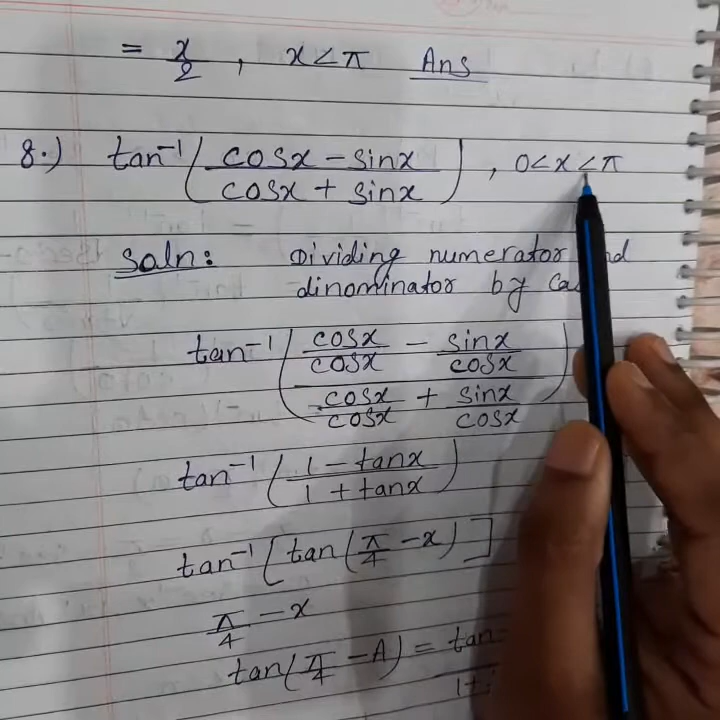 = x/2 , x < π Ans
8.) tan⁻¹( (cosx − sinx)/(cosx + sinx) ) , 0 < x < π
Soln: Dividing numerator
dinominator by
tan⁻¹( (cosx/cosx − sinx/cosx)/(cosx/cosx + sinx/cosx) )
tan⁻¹( (1 − tanx)/(1 + tanx) )
tan⁻¹[ tan(π/4 − x) ]
π/4 − x
tan(π/4 − A) = tan
1+